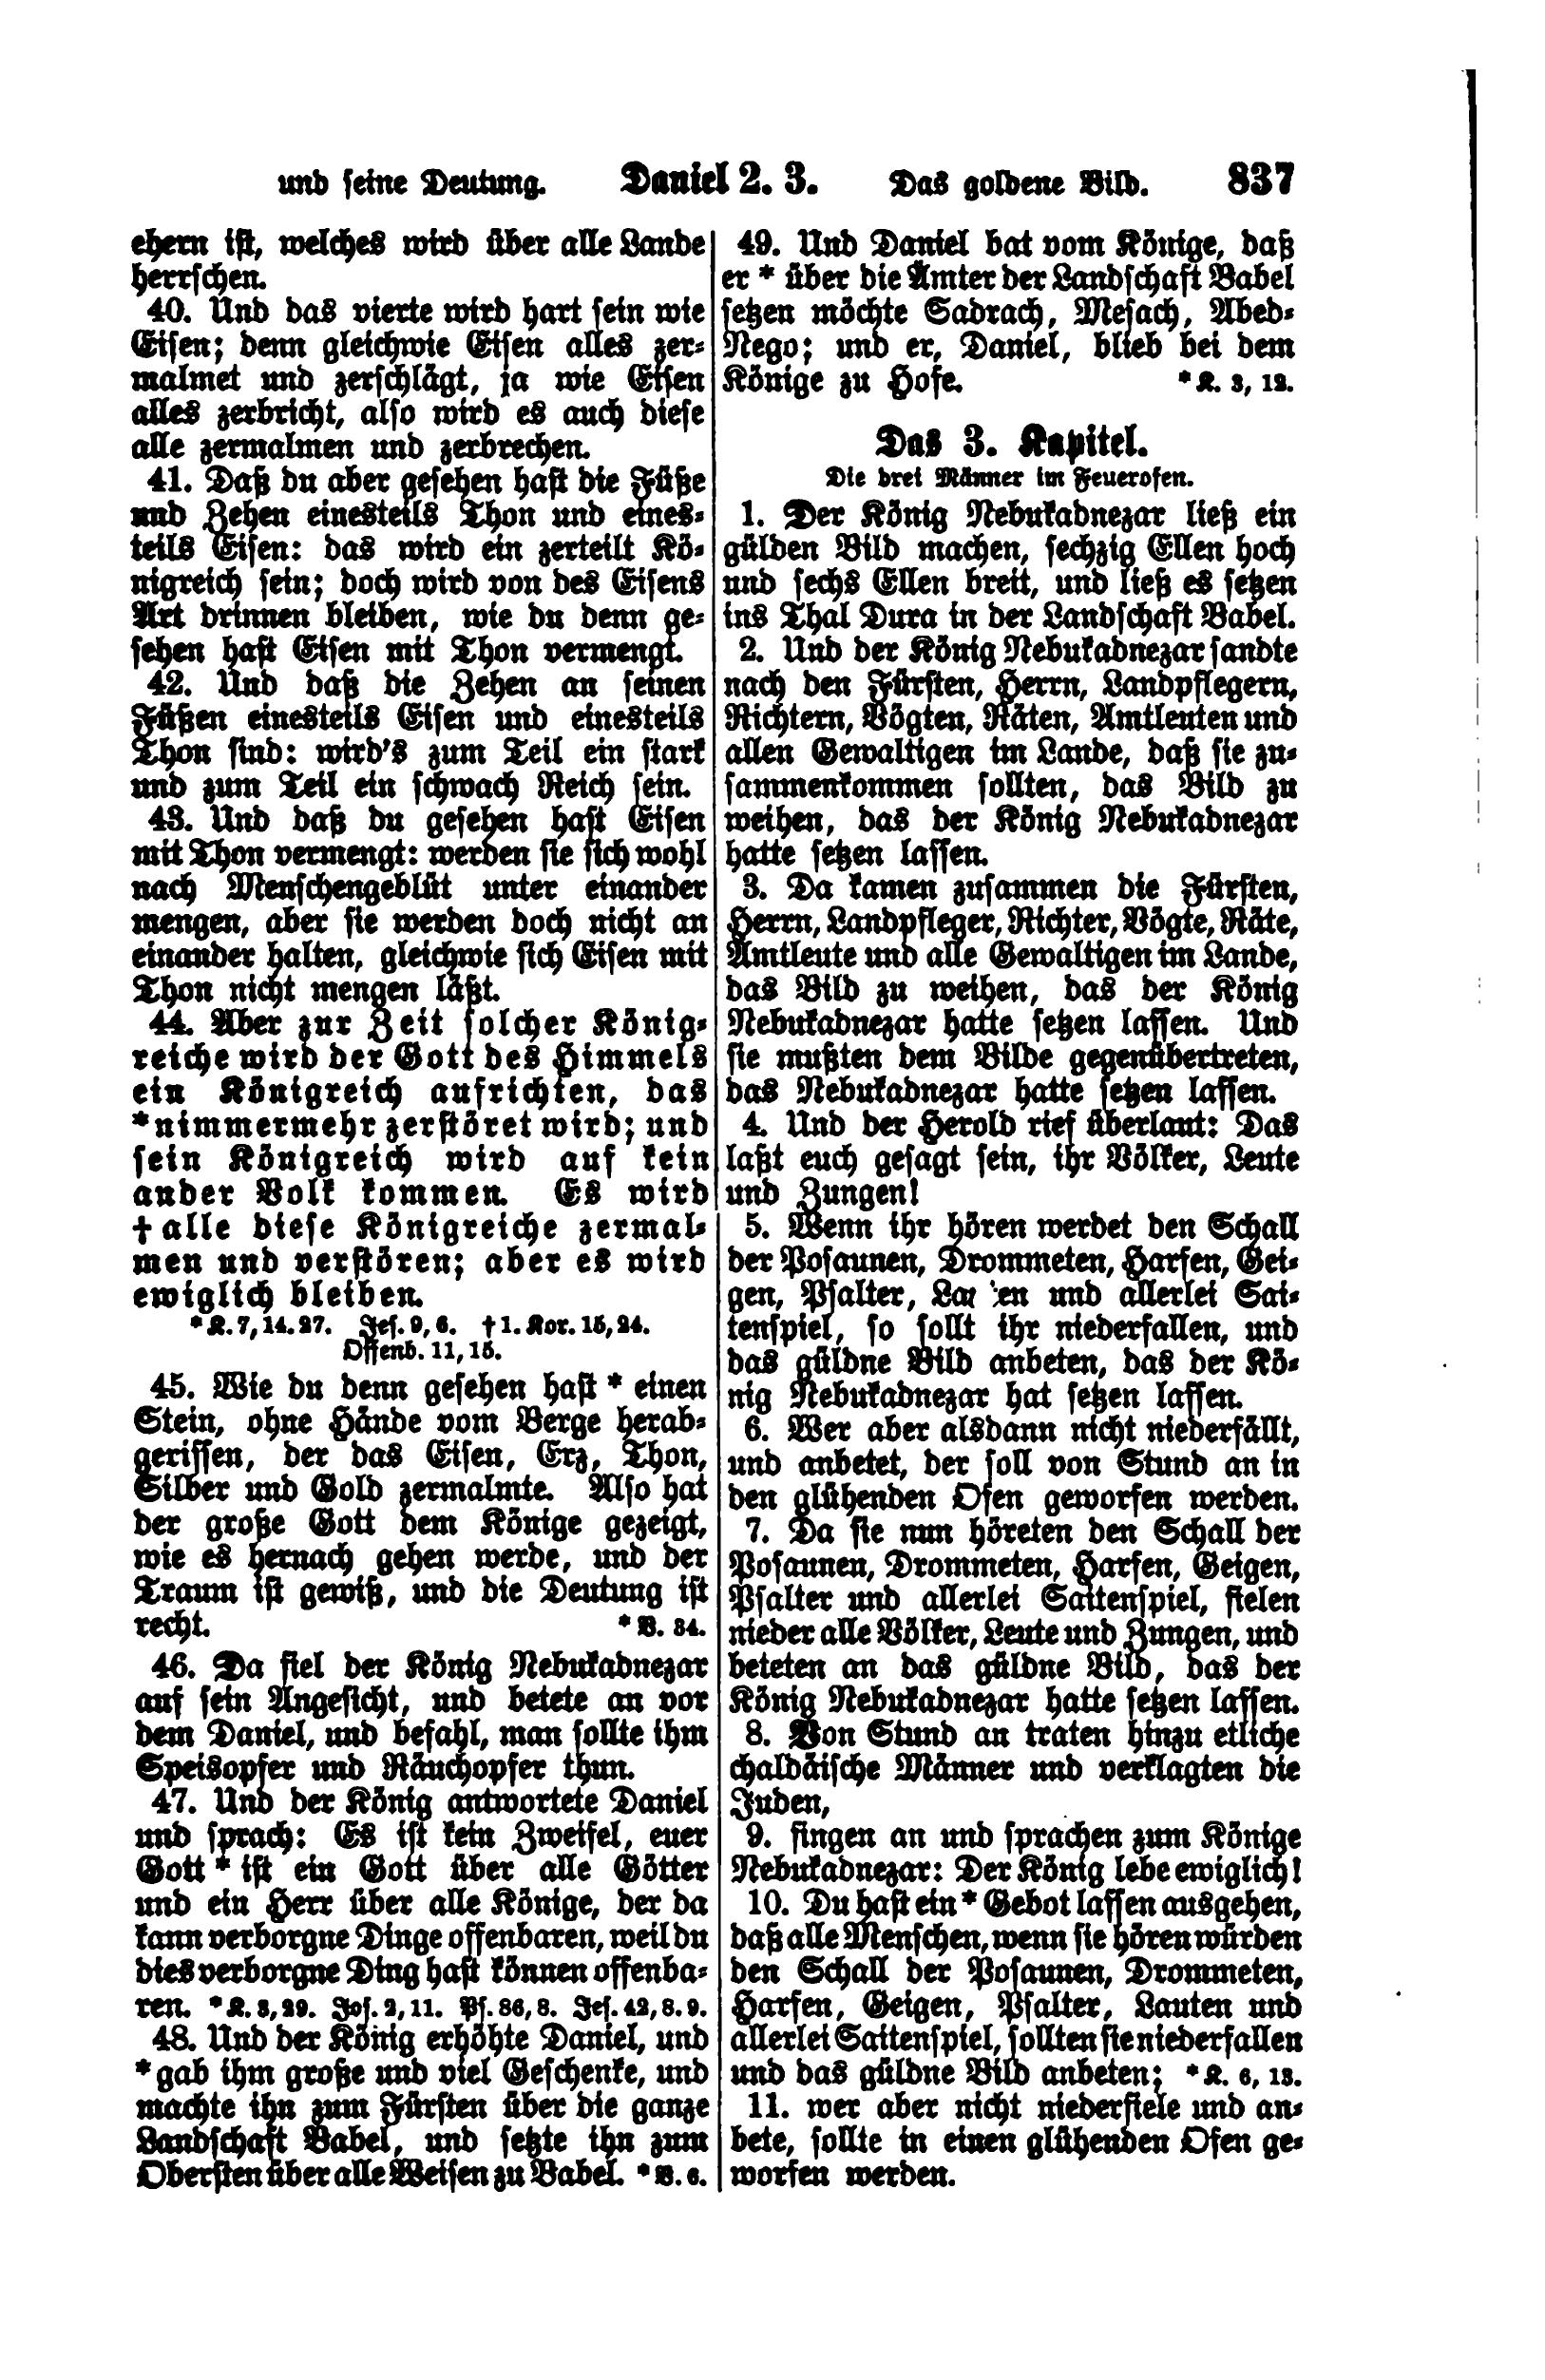 und seine Deutung. Daniel 2. 3. Das goldene Bild. 837
ehern ist, welches wird über alle Lande
herrschen.
40. Und das vierte wird hart sein wie
Eisen; denn gleichwie Eisen alles zer-
malmet und zerschlägt, ja wie Eisen
alles zerbricht, also wird es auch diese
alle zermalmen und zerbrechen.
41. Daß du aber gesehen hast die Füße
und Zehen einesteils Thon und eines-
teils Eisen: das wird ein zerteilt Kö-
nigreich sein; doch wird von des Eisens
Art drinnen bleiben, wie du denn ge-
sehen hast Eisen mit Thon vermengt.
42. Und daß die Zehen an seinen
Füßen einesteils Eisen und einesteils
Thon sind: wird's zum Teil ein stark
und zum Teil ein schwach Reich sein.
43. Und daß du gesehen hast Eisen
mit Thon vermengt: werden sie sich wohl
nach Menschengeblüt unter einander
mengen, aber sie werden doch nicht an
einander halten, gleichwie sich Eisen mit
Thon nicht mengen läßt.
44. Aber zur Zeit solcher König-
reiche wird der Gott des Himmels
ein Königreich aufrichten, das
*nimmermehr zerstöret wird; und
sein Königreich wird auf kein
ander Volk kommen. Es wird
†alle diese Königreiche zermal-
men und verstören; aber es wird
ewiglich bleiben.
*K. 7, 14. 27. Jes. 9, 6. †1. Kor. 15, 24.
Offenb. 11, 15.
45. Wie du denn gesehen hast * einen
Stein, ohne Hände vom Berge herab-
gerissen, der das Eisen, Erz, Thon,
Silber und Gold zermalmte. Also hat
der große Gott dem Könige gezeigt,
wie es hernach gehen werde, und der
Traum ist gewiß, und die Deutung ist
recht. *V. 34.
46. Da fiel der König Nebukadnezar
auf sein Angesicht, und betete an vor
dem Daniel, und befahl, man sollte ihm
Speisopfer und Räuchopfer thun.
47. Und der König antwortete Daniel
und sprach: Es ist kein Zweifel, euer
Gott * ist ein Gott über alle Götter
und ein Herr über alle Könige, der da
kann verborgne Dinge offenbaren, weil du
dies verborgne Ding hast können offenba-
ren. *K. 3, 29. Jos. 2, 11. Ps. 86, 8. Jes. 42, 8. 9.
48. Und der König erhöhte Daniel, und
*gab ihm große und viel Geschenke, und
machte ihn zum Fürsten über die ganze
Landschaft Babel, und setzte ihn zum
Obersten über alle Weisen zu Babel. *V. 6.
49. Und Daniel bat vom Könige, daß
er * über die Ämter der Landschaft Babel
setzen möchte Sadrach, Mesach, Abed-
Nego; und er, Daniel, blieb bei dem
Könige zu Hofe. *K. 3, 12.
Das 3. Kapitel.
Die drei Männer im Feuerofen.
1. Der König Nebukadnezar ließ ein
gülden Bild machen, sechzig Ellen hoch
und sechs Ellen breit, und ließ es setzen
ins Thal Dura in der Landschaft Babel.
2. Und der König Nebukadnezar sandte
nach den Fürsten, Herrn, Landpflegern,
Richtern, Vögten, Räten, Amtleuten und
allen Gewaltigen im Lande, daß sie zu-
sammenkommen sollten, das Bild zu
weihen, das der König Nebukadnezar
hatte setzen lassen.
3. Da kamen zusammen die Fürsten,
Herrn, Landpfleger, Richter, Vögte, Räte,
Amtleute und alle Gewaltigen im Lande,
das Bild zu weihen, das der König
Nebukadnezar hatte setzen lassen. Und
sie mußten dem Bilde gegenübertreten,
das Nebukadnezar hatte setzen lassen.
4. Und der Herold rief überlaut: Das
laßt euch gesagt sein, ihr Völker, Leute
und Zungen!
5. Wenn ihr hören werdet den Schall
der Posaunen, Drommeten, Harfen, Gei-
gen, Psalter, und allerlei Sai-
tenspiel, so sollt ihr niederfallen, und
das güldne Bild anbeten, das der Kö-
nig Nebukadnezar hat setzen lassen.
6. Wer aber alsdann nicht niederfällt,
und anbetet, der soll von Stund an in
den glühenden Ofen geworfen werden.
7. Da sie nun höreten den Schall der
Posaunen, Drommeten, Harfen, Geigen,
Psalter und allerlei Saitenspiel, fielen
nieder alle Völker, Leute und Zungen, und
beteten an das güldne Bild, das der
König Nebukadnezar hatte setzen lassen.
8. Von Stund an traten hinzu etliche
chaldäische Männer und verklagten die
Juden,
9. fingen an und sprachen zum Könige
Nebukadnezar: Der König lebe ewiglich!
10. Du hast ein * Gebot lassen ausgehen,
daß alle Menschen, wenn sie hören würden
den Schall der Posaunen, Drommeten,
Harfen, Geigen, Psalter, Lauten und
allerlei Saitenspiel, sollten sie niederfallen
und das güldne Bild anbeten; *K. 6, 13.
11. wer aber nicht niederfiele und an-
bete, sollte in einen glühenden Ofen ge-
worfen werden.